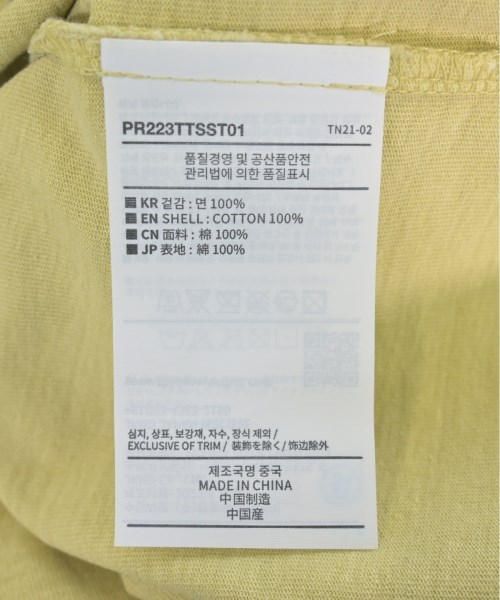 PR223TTSST01 TN21-02
품질경영 및 공산품안전
관리법에 의한 품질표시
KR 겉감 : 면 100%
EN SHELL : COTTON 100%
CN 面料 : 棉 100%
JP 表地 : 綿 100%
심지, 상표, 보강재, 자수, 장식 제외 /
EXCLUSIVE OF TRIM / 装飾を除く / 饰边除外
제조국명 중국
MADE IN CHINA
中国制造
中国産